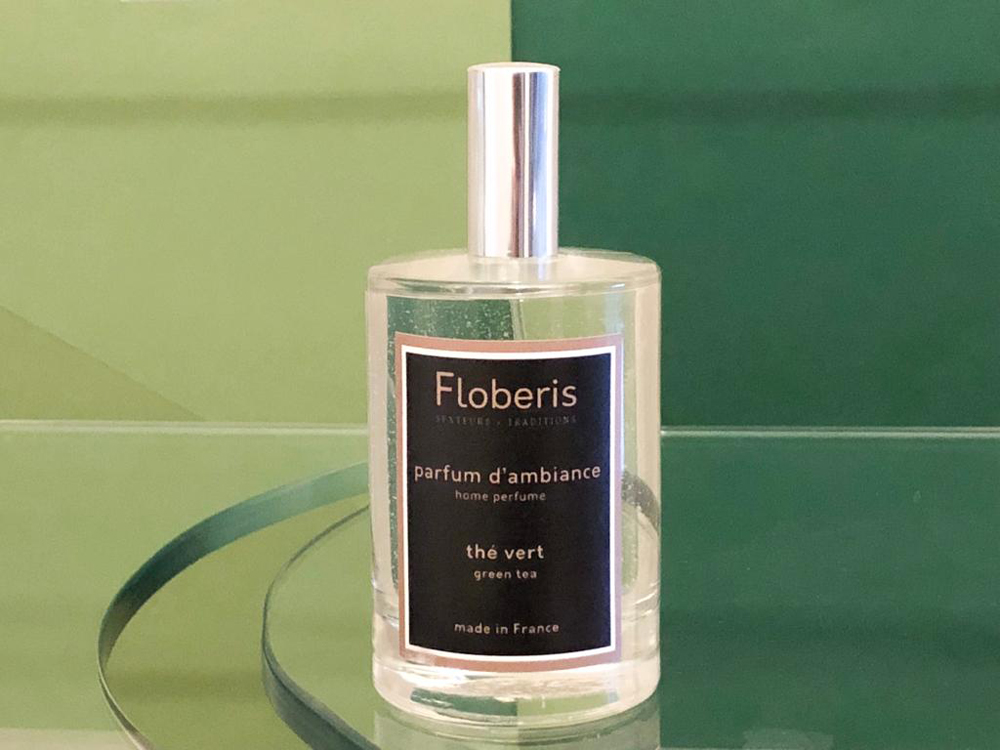 Floberis
SENTEURS & TRADITIONS
parfum d'ambiance
home perfume
thé vert
green tea
made in France